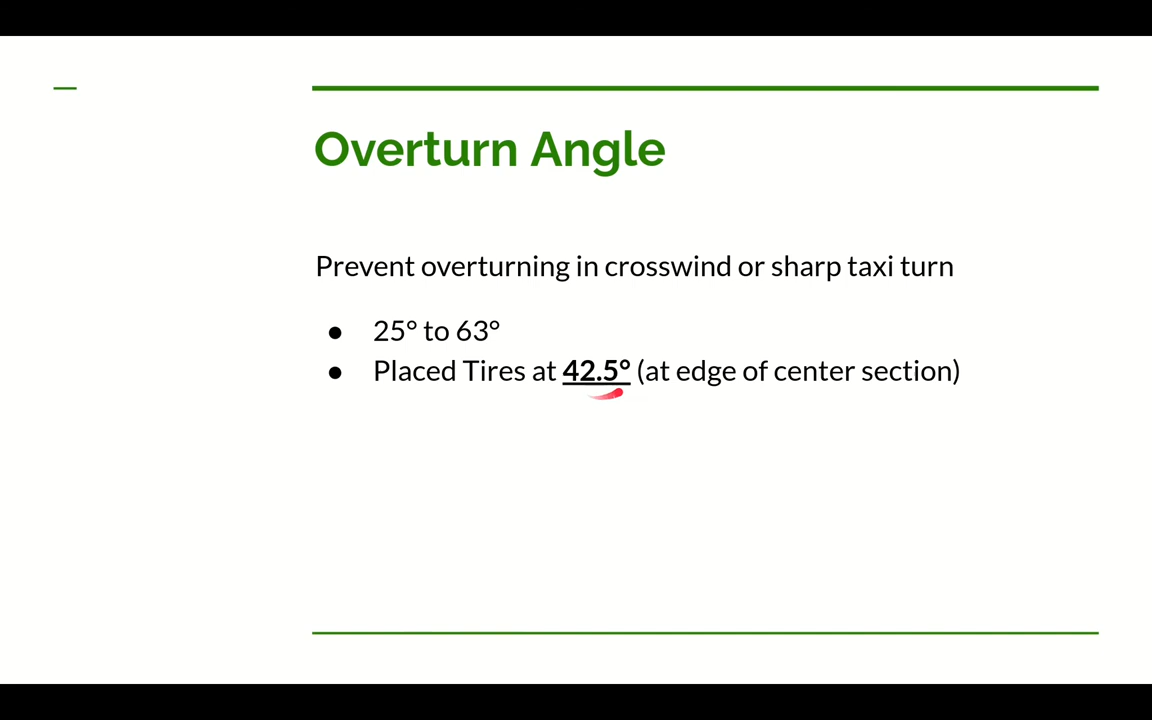 Overturn Angle
Prevent overturning in crosswind or sharp taxi turn
● 25° to 63°
● Placed Tires at 42.5° (at edge of center section)